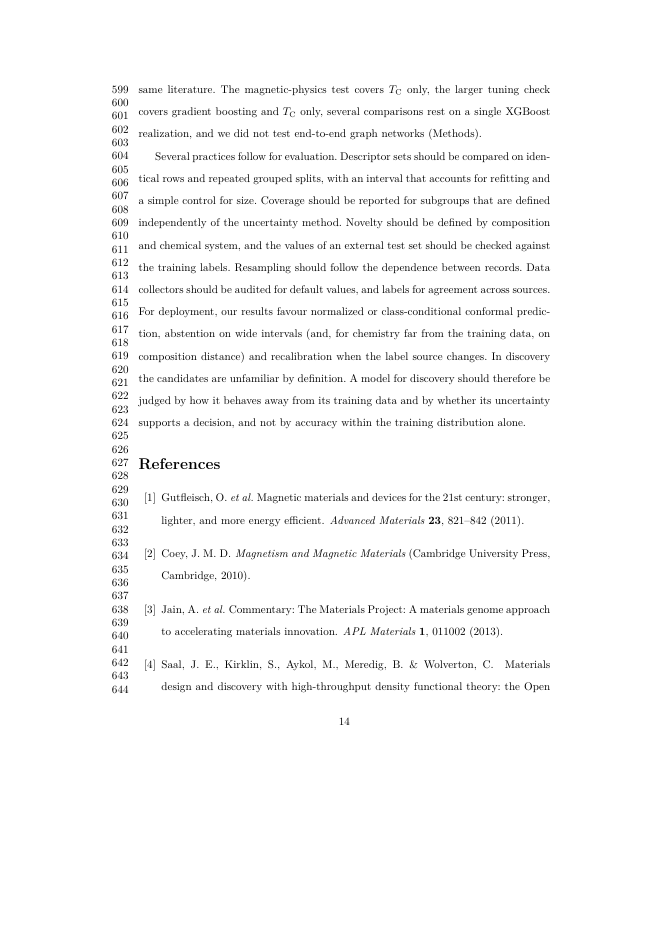 599 same literature. The magnetic-physics test covers T_C only, the larger tuning check
600
601 covers gradient boosting and T_C only, several comparisons rest on a single XGBoost
602 realization, and we did not test end-to-end graph networks (Methods).
603
604 Several practices follow for evaluation. Descriptor sets should be compared on iden-
605
606 tical rows and repeated grouped splits, with an interval that accounts for refitting and
607 a simple control for size. Coverage should be reported for subgroups that are defined
608
609 independently of the uncertainty method. Novelty should be defined by composition
610
611 and chemical system, and the values of an external test set should be checked against
612 the training labels. Resampling should follow the dependence between records. Data
613
614 collectors should be audited for default values, and labels for agreement across sources.
615
616 For deployment, our results favour normalized or class-conditional conformal predic-
617 tion, abstention on wide intervals (and, for chemistry far from the training data, on
618
619 composition distance) and recalibration when the label source changes. In discovery
620
621 the candidates are unfamiliar by definition. A model for discovery should therefore be
622 judged by how it behaves away from its training data and by whether its uncertainty
623
624 supports a decision, and not by accuracy within the training distribution alone.
625
626
627 References
628
629 [1] Gutfleisch, O. et al. Magnetic materials and devices for the 21st century: stronger,
630
631 lighter, and more energy efficient. Advanced Materials 23, 821–842 (2011).
632
633
634 [2] Coey, J. M. D. Magnetism and Magnetic Materials (Cambridge University Press,
635 Cambridge, 2010).
636
637
638 [3] Jain, A. et al. Commentary: The Materials Project: A materials genome approach
639
640 to accelerating materials innovation. APL Materials 1, 011002 (2013).
641
642 [4] Saal, J. E., Kirklin, S., Aykol, M., Meredig, B. & Wolverton, C. Materials
643
644 design and discovery with high-throughput density functional theory: the Open
14